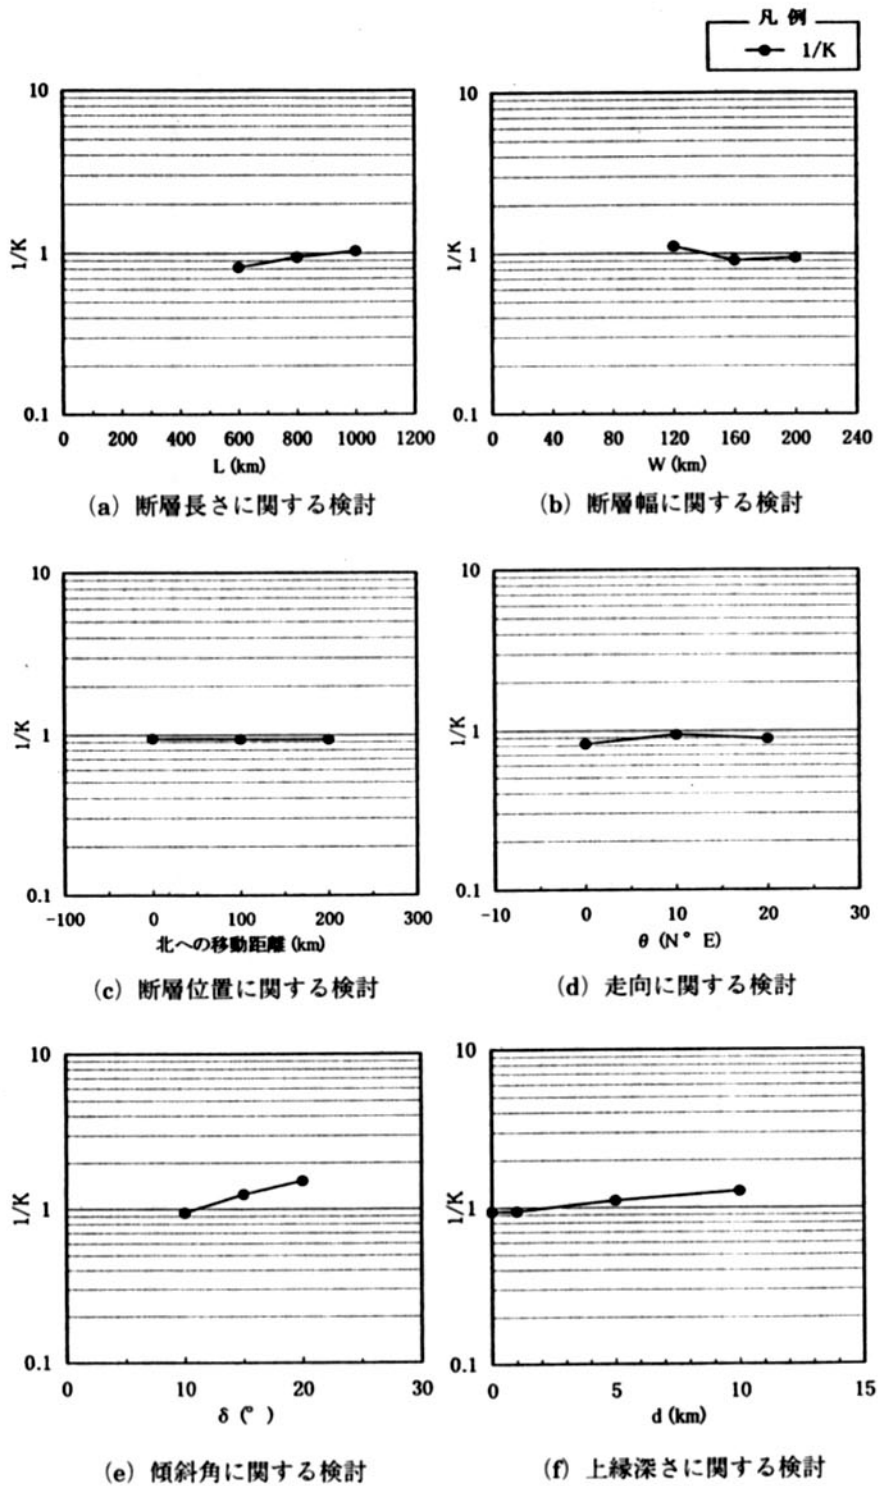 凡 例
1/K
10
1
0.1
1/K
0 200 400 600 800 1000 1200
L (km)
(a) 断層長さに関する検討
10
1
0.1
1/K
0 40 80 120 160 200 240
W (km)
(b) 断層幅に関する検討
10
1
0.1
1/K
-100 0 100 200 300
北への移動距離 (km)
(c) 断層位置に関する検討
10
1
0.1
1/K
-10 0 10 20 30
θ (N° E)
(d) 走向に関する検討
10
1
0.1
1/K
0 10 20 30
δ (° )
(e) 傾斜角に関する検討
10
1
0.1
1/K
0 5 10 15
d (km)
(f) 上縁深さに関する検討